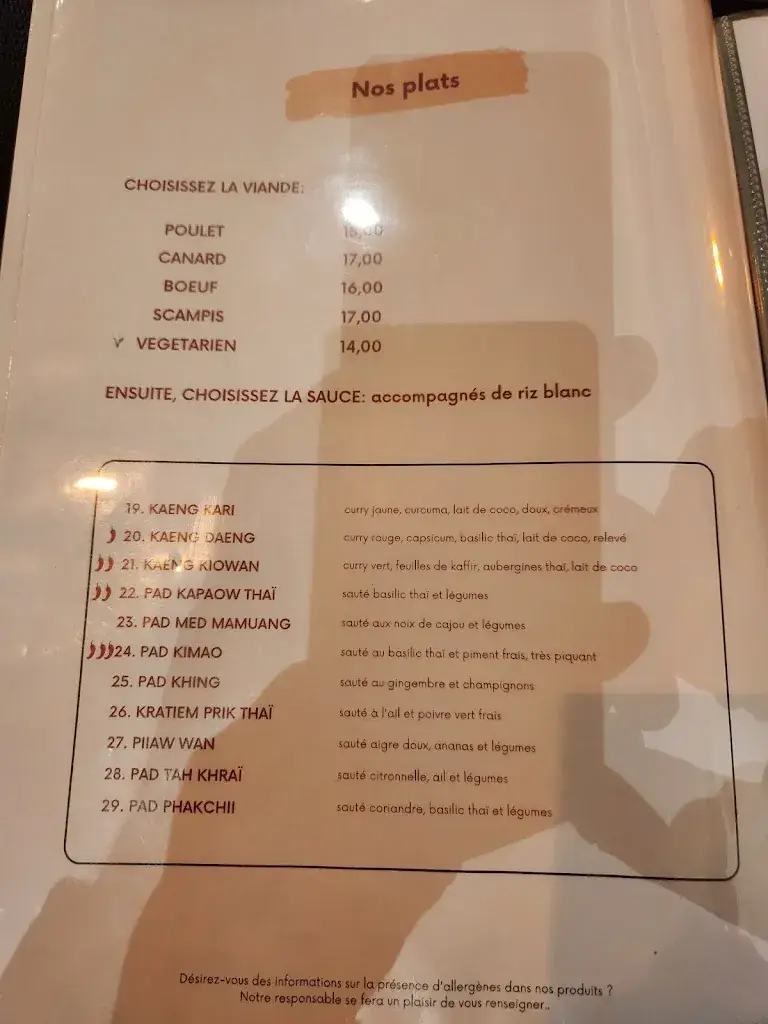 Nos plats
CHOISISSEZ LA VIANDE:
POULET
CANARD 17,00
BOEUF 16,00
SCAMPIS 17,00
VEGETARIEN 14,00
ENSUITE, CHOISISSEZ LA SAUCE: accompagnés de riz blanc
19. KAENG KARI curry jaune, curcuma, lait de coco, doux, crémeux
20. KAENG DAENG curry rouge, capsicum, basilic thaï, lait de coco, relevé
21. KAENG KIOWAN curry vert, feuilles de kaffir, aubergines thaï, lait de coco
22. PAD KAPAOW THAÏ sauté basilic thaï et légumes
23. PAD MED MAMUANG sauté aux noix de cajou et légumes
24. PAD KIMAO sauté au basilic thaï et piment frais, très piquant
25. PAD KHING sauté au gingembre et champignons
26. KRATIEM PRIK THAÏ sauté à l'ail et poivre vert frais
27. PIIAW WAN sauté aigre doux, ananas et légumes
28. PAD TAH KHRAÏ sauté citronnelle, ail et légumes
29. PAD PHAKCHII sauté coriandre, basilic thaï et légumes
Désirez-vous des informations sur la présence d'allergènes dans nos produits ?
Notre responsable se fera un plaisir de vous renseigner..